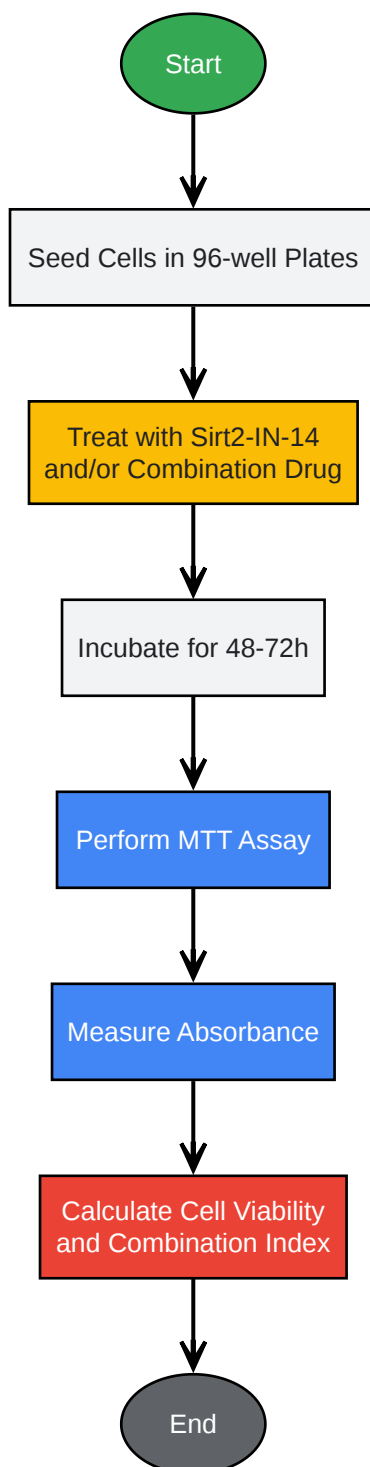 Start
Seed Cells in 96-well Plates
Treat with Sirt2-IN-14
and/or Combination Drug
Incubate for 48-72h
Perform MTT Assay
Measure Absorbance
Calculate Cell Viability
and Combination Index
End